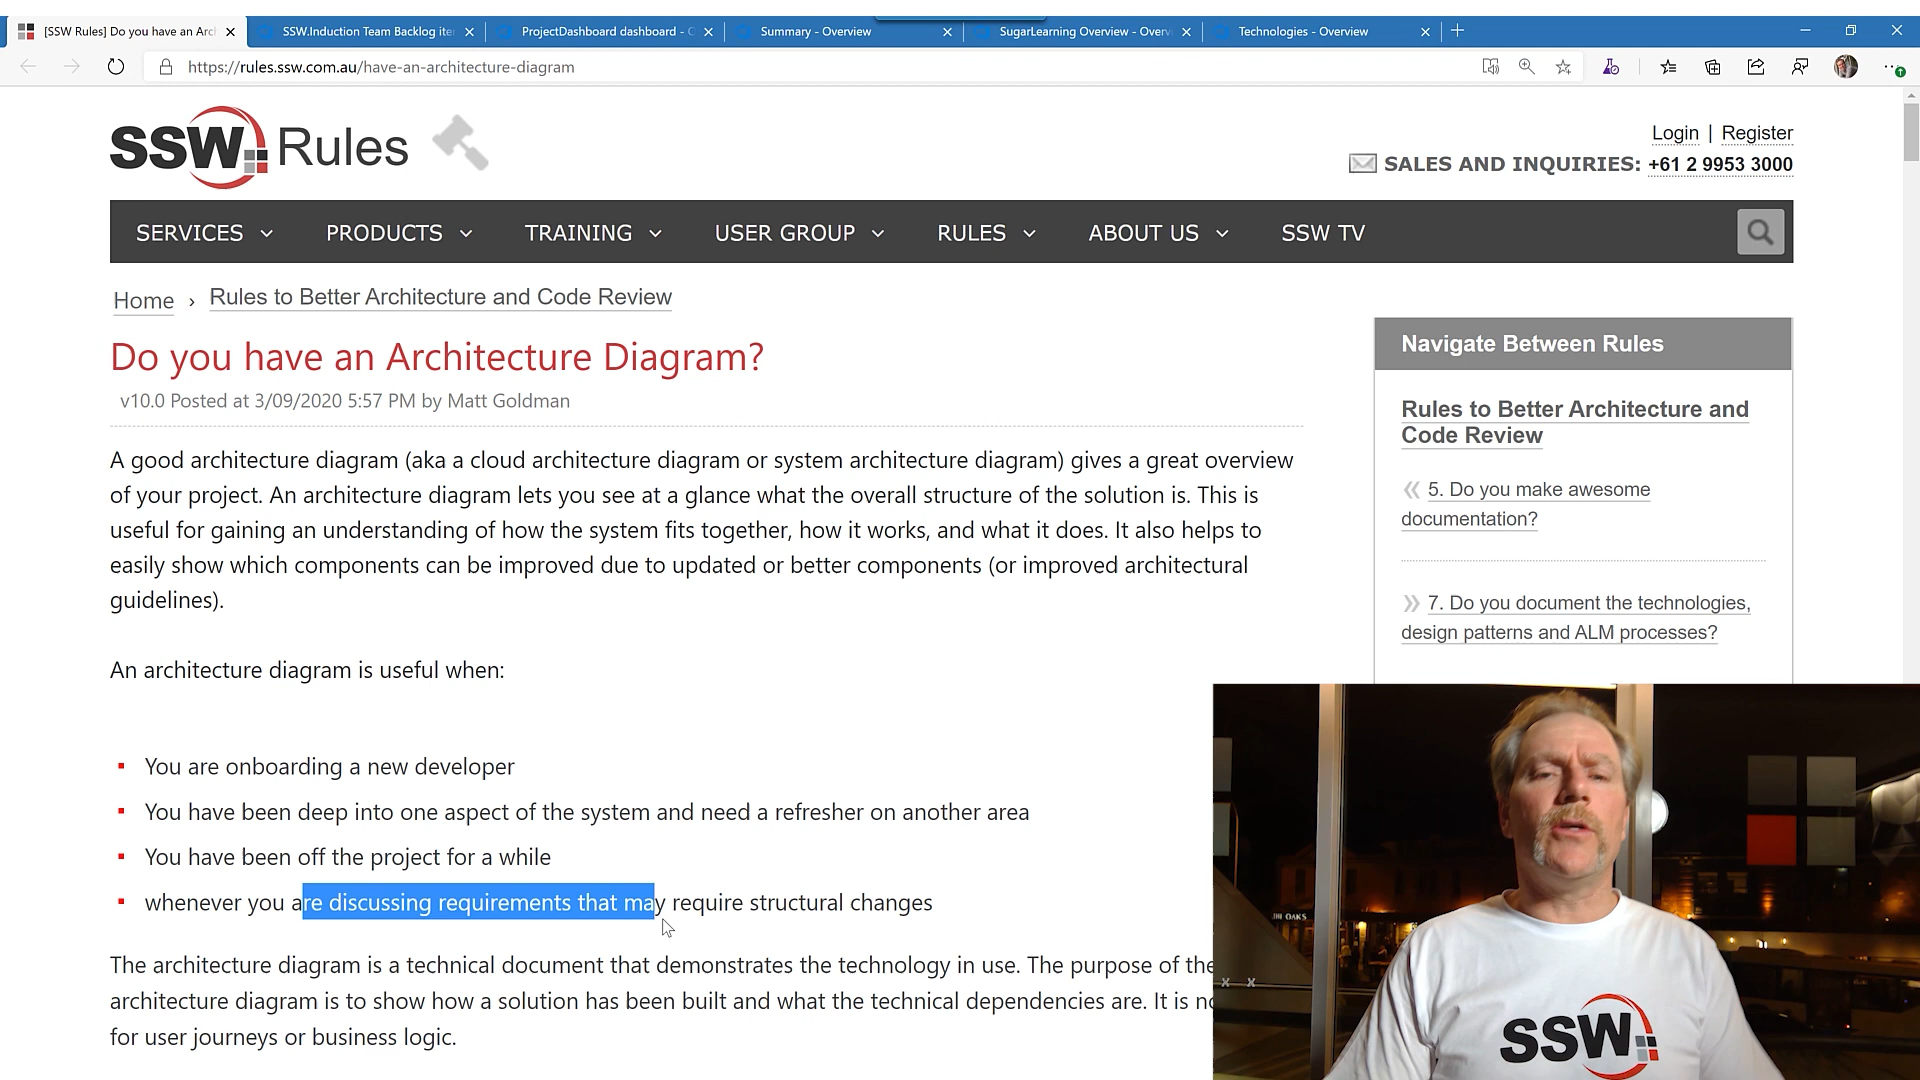 [SSW Rules] Do you have an Arc
SSW.Induction Team Backlog ite
ProjectDashboard dashboard -
Summary - Overview
SugarLearning Overview - Overv
Technologies - Overview
https://rules.ssw.com.au/have-an-architecture-diagram
SSW Rules
Login | Register
SALES AND INQUIRIES: +61 2 9953 3000
SERVICES PRODUCTS TRAINING USER GROUP RULES ABOUT US SSW TV
Home › Rules to Better Architecture and Code Review
Do you have an Architecture Diagram?
v10.0 Posted at 3/09/2020 5:57 PM by Matt Goldman
A good architecture diagram (aka a cloud architecture diagram or system architecture diagram) gives a great overview
of your project. An architecture diagram lets you see at a glance what the overall structure of the solution is. This is
useful for gaining an understanding of how the system fits together, how it works, and what it does. It also helps to
easily show which components can be improved due to updated or better components (or improved architectural
guidelines).
An architecture diagram is useful when:
You are onboarding a new developer
You have been deep into one aspect of the system and need a refresher on another area
You have been off the project for a while
whenever you are discussing requirements that may require structural changes
The architecture diagram is a technical document that demonstrates the technology in use. The purpose of the
architecture diagram is to show how a solution has been built and what the technical dependencies are. It is
for user journeys or business logic.
Navigate Between Rules
Rules to Better Architecture and
Code Review
« 5. Do you make awesome
documentation?
» 7. Do you document the technologies,
design patterns and ALM processes?
OAKS
SSW